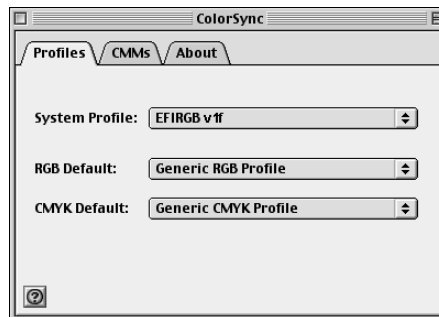 ColorSync
Profiles CMMs About
System Profile: EFIRGB v1f
RGB Default: Generic RGB Profile
CMYK Default: Generic CMYK Profile
?